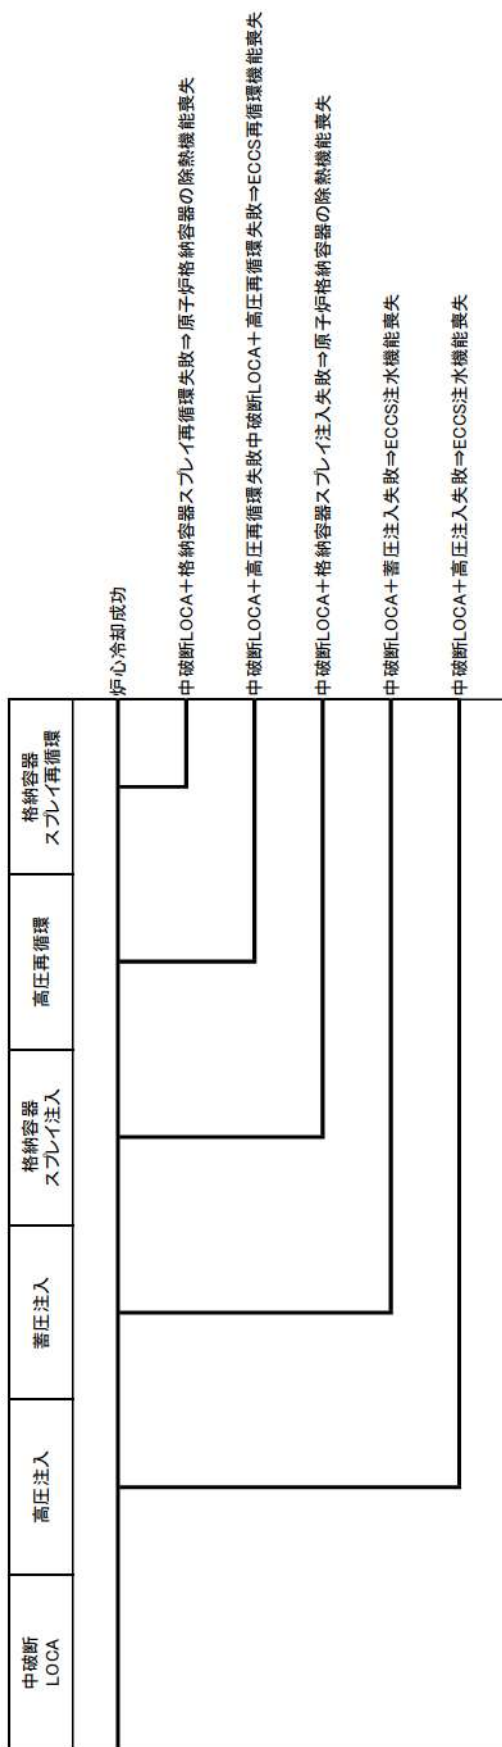 中破断
LOCA
高圧注入
蓄圧注入
格納容器
スプレイ注入
高圧再循環
格納容器
スプレイ再循環
炉心冷却成功
中破断LOCA＋格納容器スプレイ再循環失敗⇒原子炉格納容器の除熱機能喪失
中破断LOCA＋高圧再循環失敗中破断LOCA＋高圧再循環失敗⇒ECCS再循環機能喪失
中破断LOCA＋格納容器スプレイ注入失敗⇒原子炉格納容器の除熱機能喪失
中破断LOCA＋蓄圧注入失敗⇒ECCS注水機能喪失
中破断LOCA＋高圧注入失敗⇒ECCS注水機能喪失